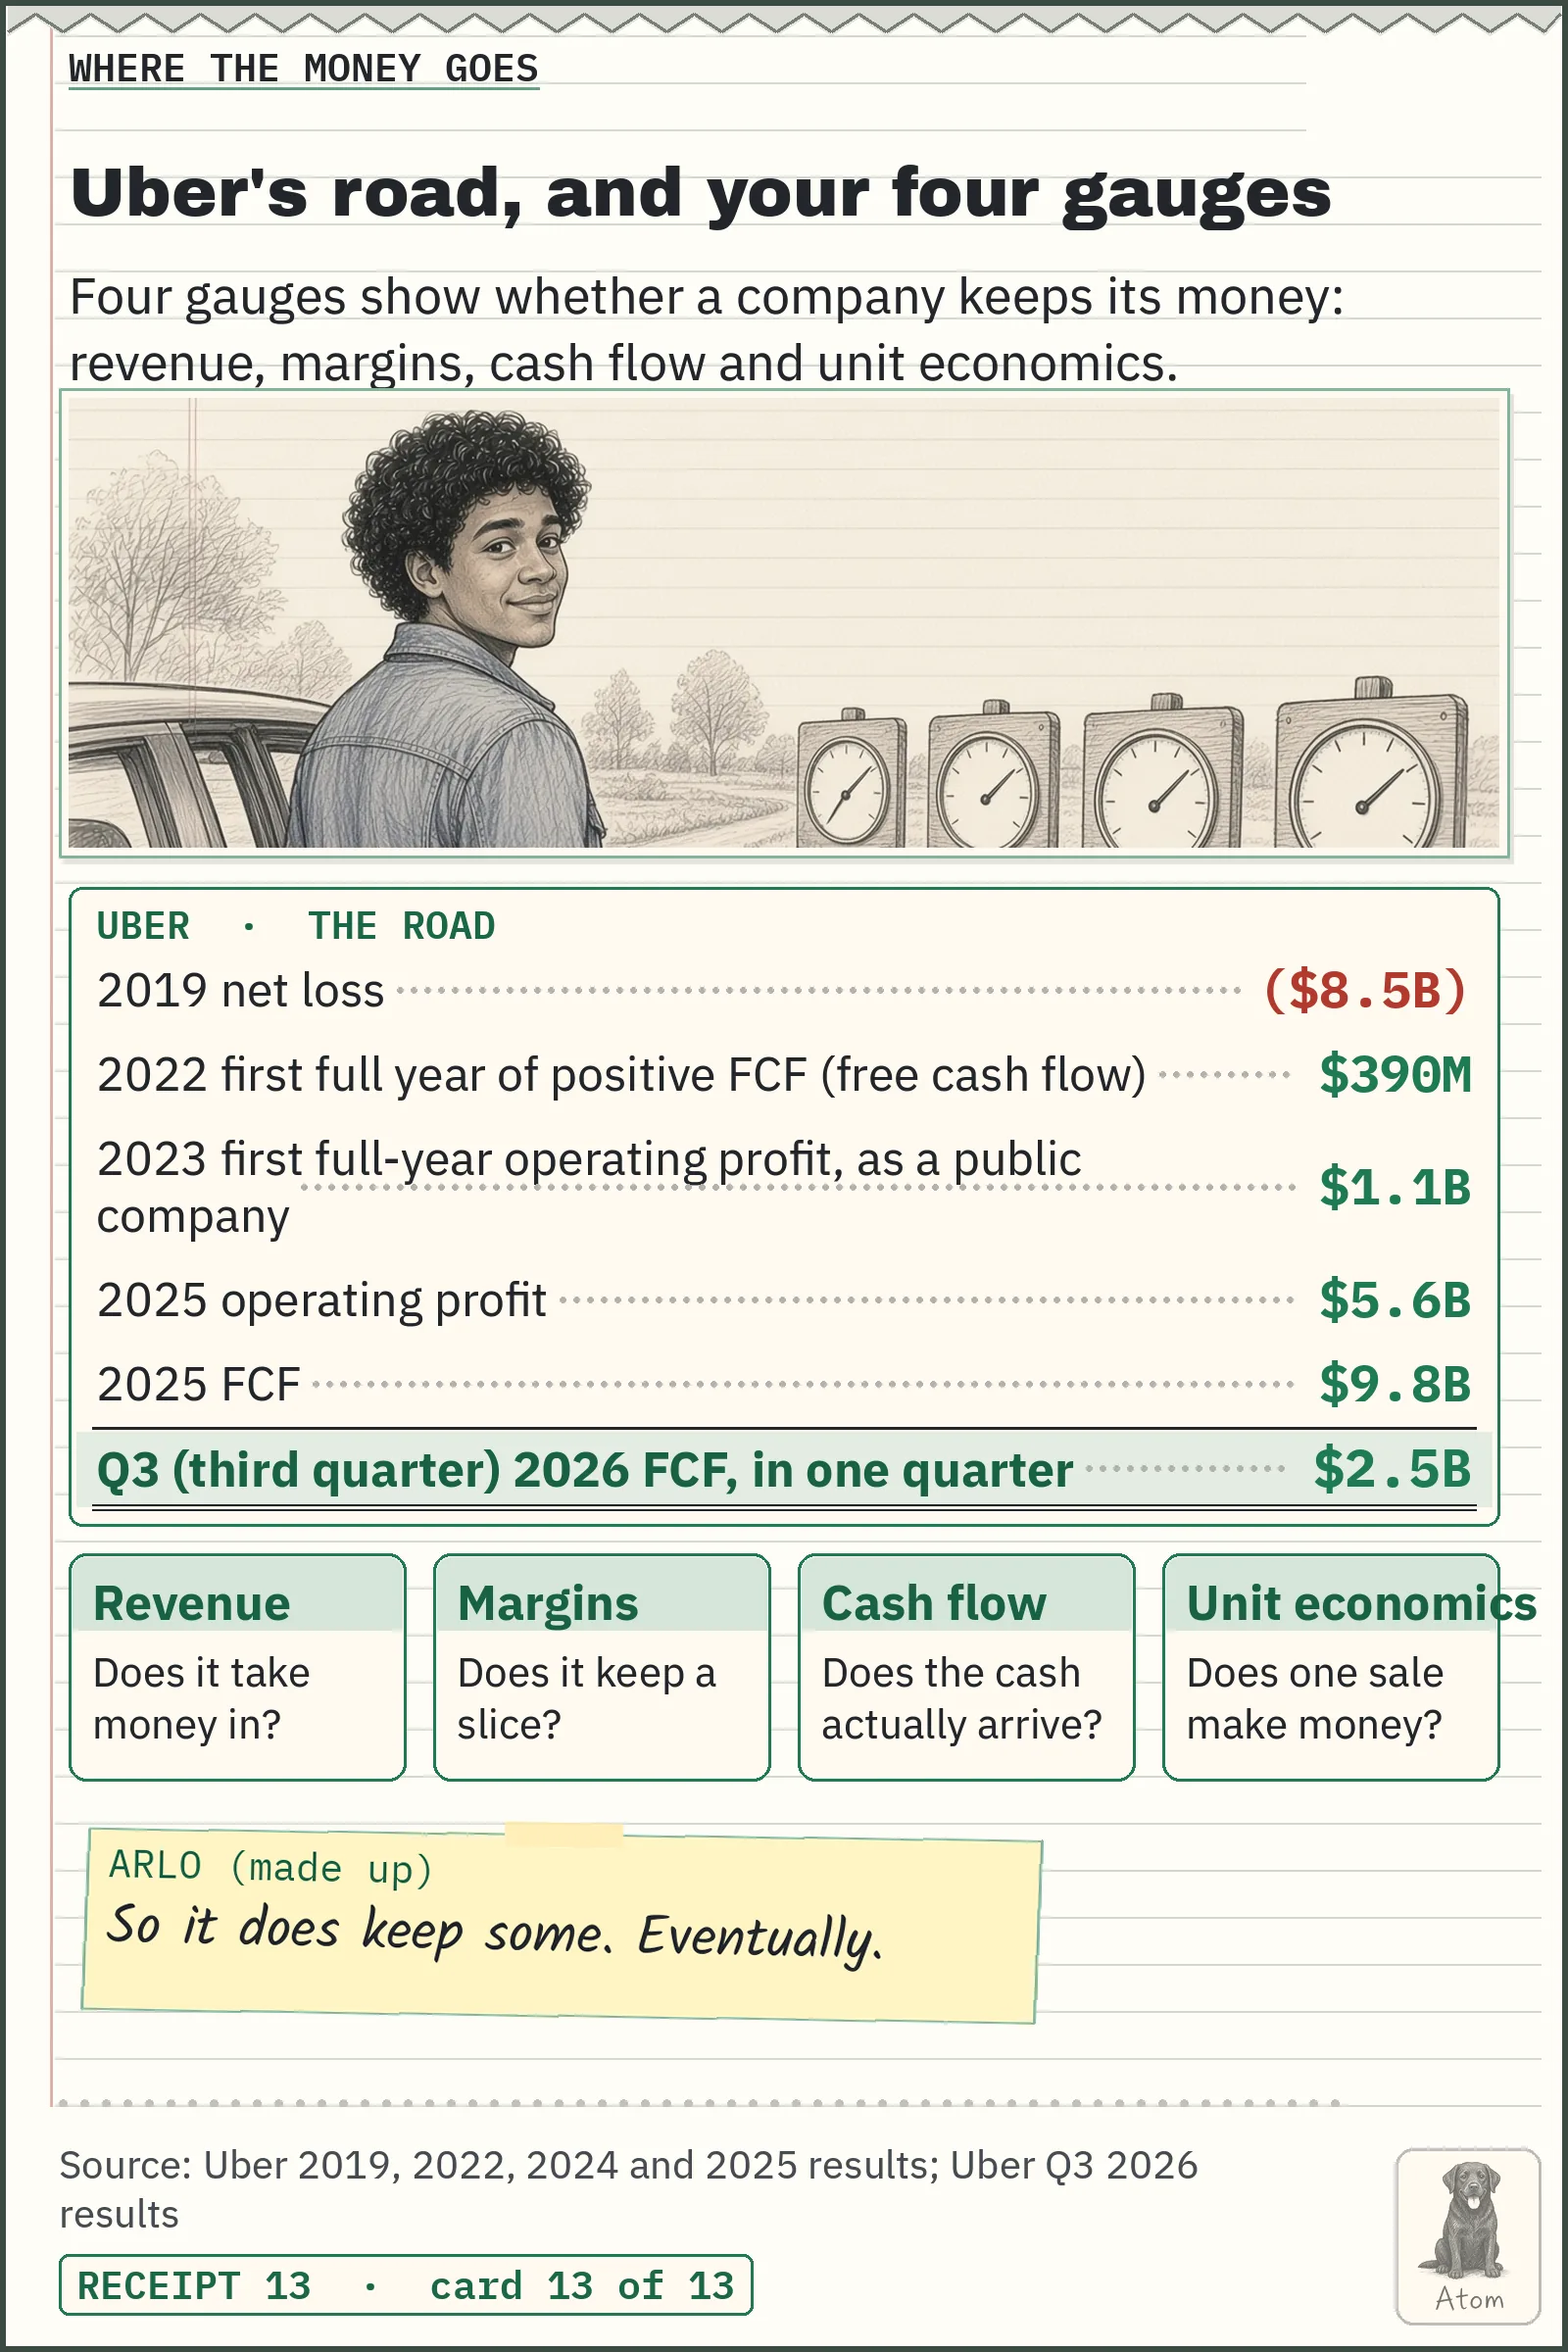 WHERE THE MONEY GOES
Uber's road, and your four gauges
Four gauges show whether a company keeps its money:
revenue, margins, cash flow and unit economics.
UBER · THE ROAD
2019 net loss ($8.5B)
2022 first full year of positive FCF (free cash flow) $390M
2023 first full-year operating profit, as a public
company $1.1B
2025 operating profit $5.6B
2025 FCF $9.8B
Q3 (third quarter) 2026 FCF, in one quarter $2.5B
Revenue
Does it take
money in?
Margins
Does it keep a
slice?
Cash flow
Does the cash
actually arrive?
Unit economics
Does one sale
make money?
ARLO (made up)
So it does keep some. Eventually.
Source: Uber 2019, 2022, 2024 and 2025 results; Uber Q3 2026
results
RECEIPT 13 · card 13 of 13
Atom